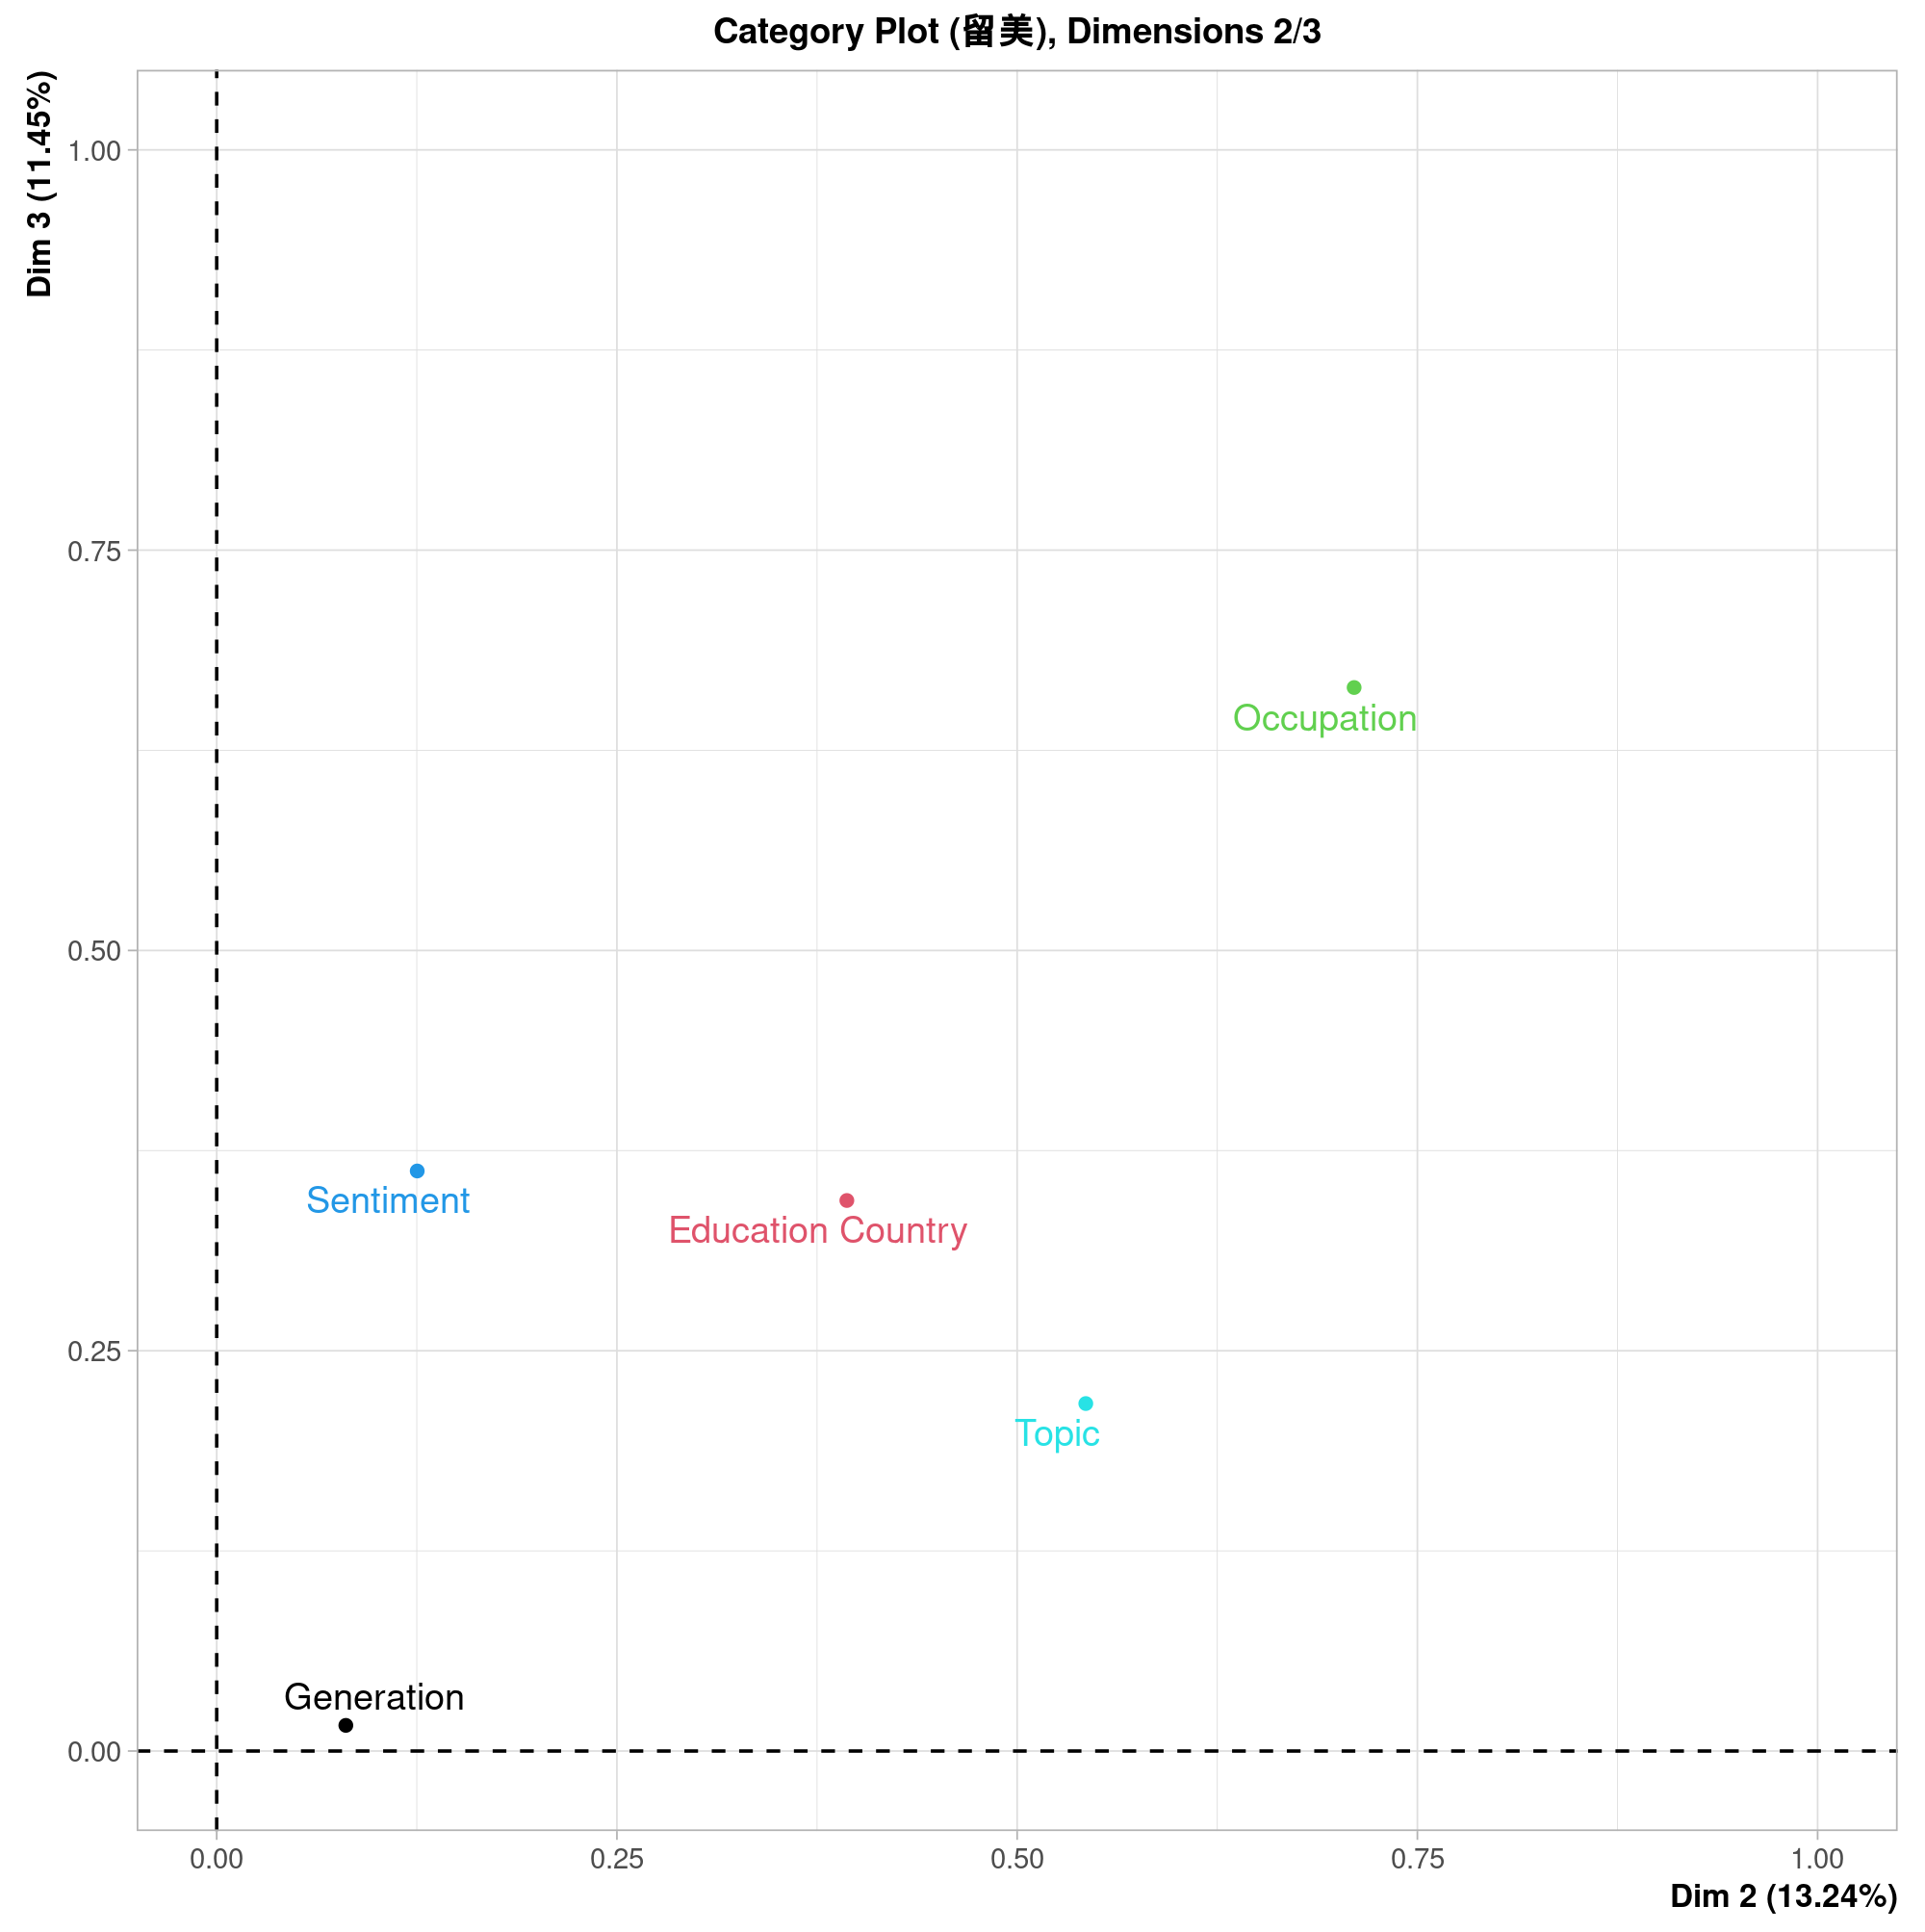 Category Plot (留美), Dimensions 2/3
Dim 3 (11.45%)
1.00
0.75
0.50
0.25
0.00
Occupation
Sentiment
Education Country
Topic
Generation
0.00 0.25 0.50 0.75 1.00
Dim 2 (13.24%)